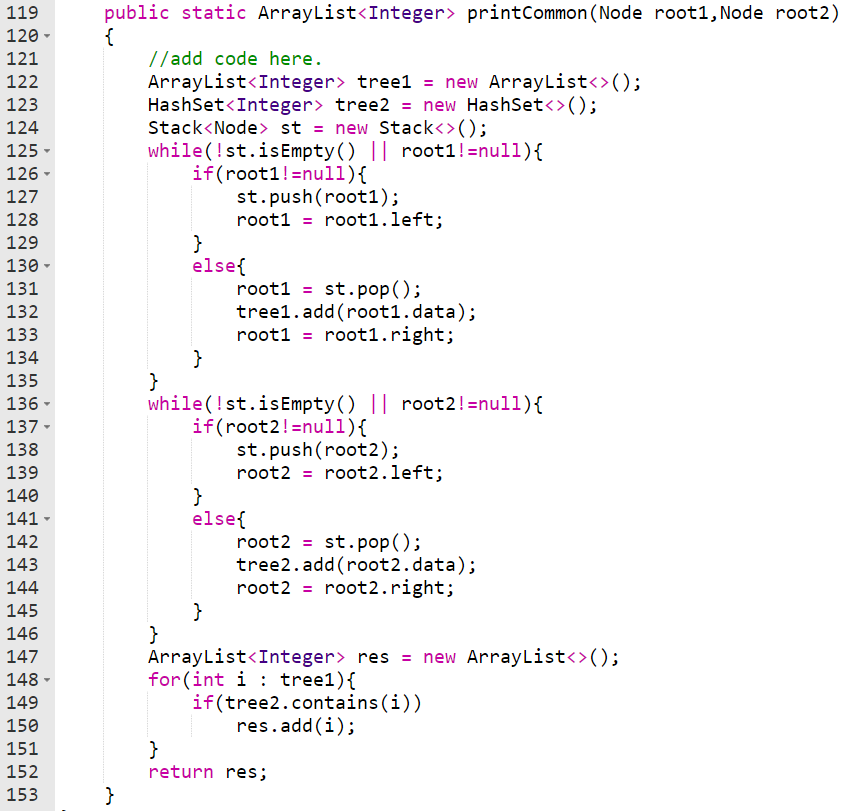 119 public static ArrayList<Integer> printCommon(Node root1,Node root2)
120 {
121 //add code here.
122 ArrayList<Integer> tree1 = new ArrayList<>();
123 HashSet<Integer> tree2 = new HashSet<>();
124 Stack<Node> st = new Stack<>();
125 while(!st.isEmpty() || root1!=null){
126 if(root1!=null){
127 st.push(root1);
128 root1 = root1.left;
129 }
130 else{
131 root1 = st.pop();
132 tree1.add(root1.data);
133 root1 = root1.right;
134 }
135 }
136 while(!st.isEmpty() || root2!=null){
137 if(root2!=null){
138 st.push(root2);
139 root2 = root2.left;
140 }
141 else{
142 root2 = st.pop();
143 tree2.add(root2.data);
144 root2 = root2.right;
145 }
146 }
147 ArrayList<Integer> res = new ArrayList<>();
148 for(int i : tree1){
149 if(tree2.contains(i))
150 res.add(i);
151 }
152 return res;
153 }